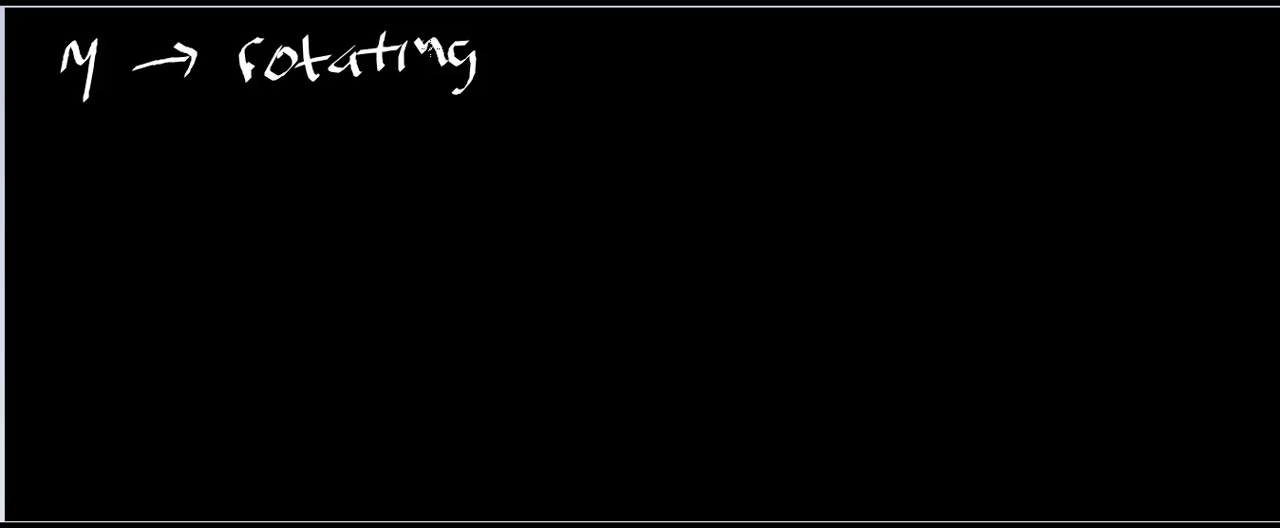 η → rotating